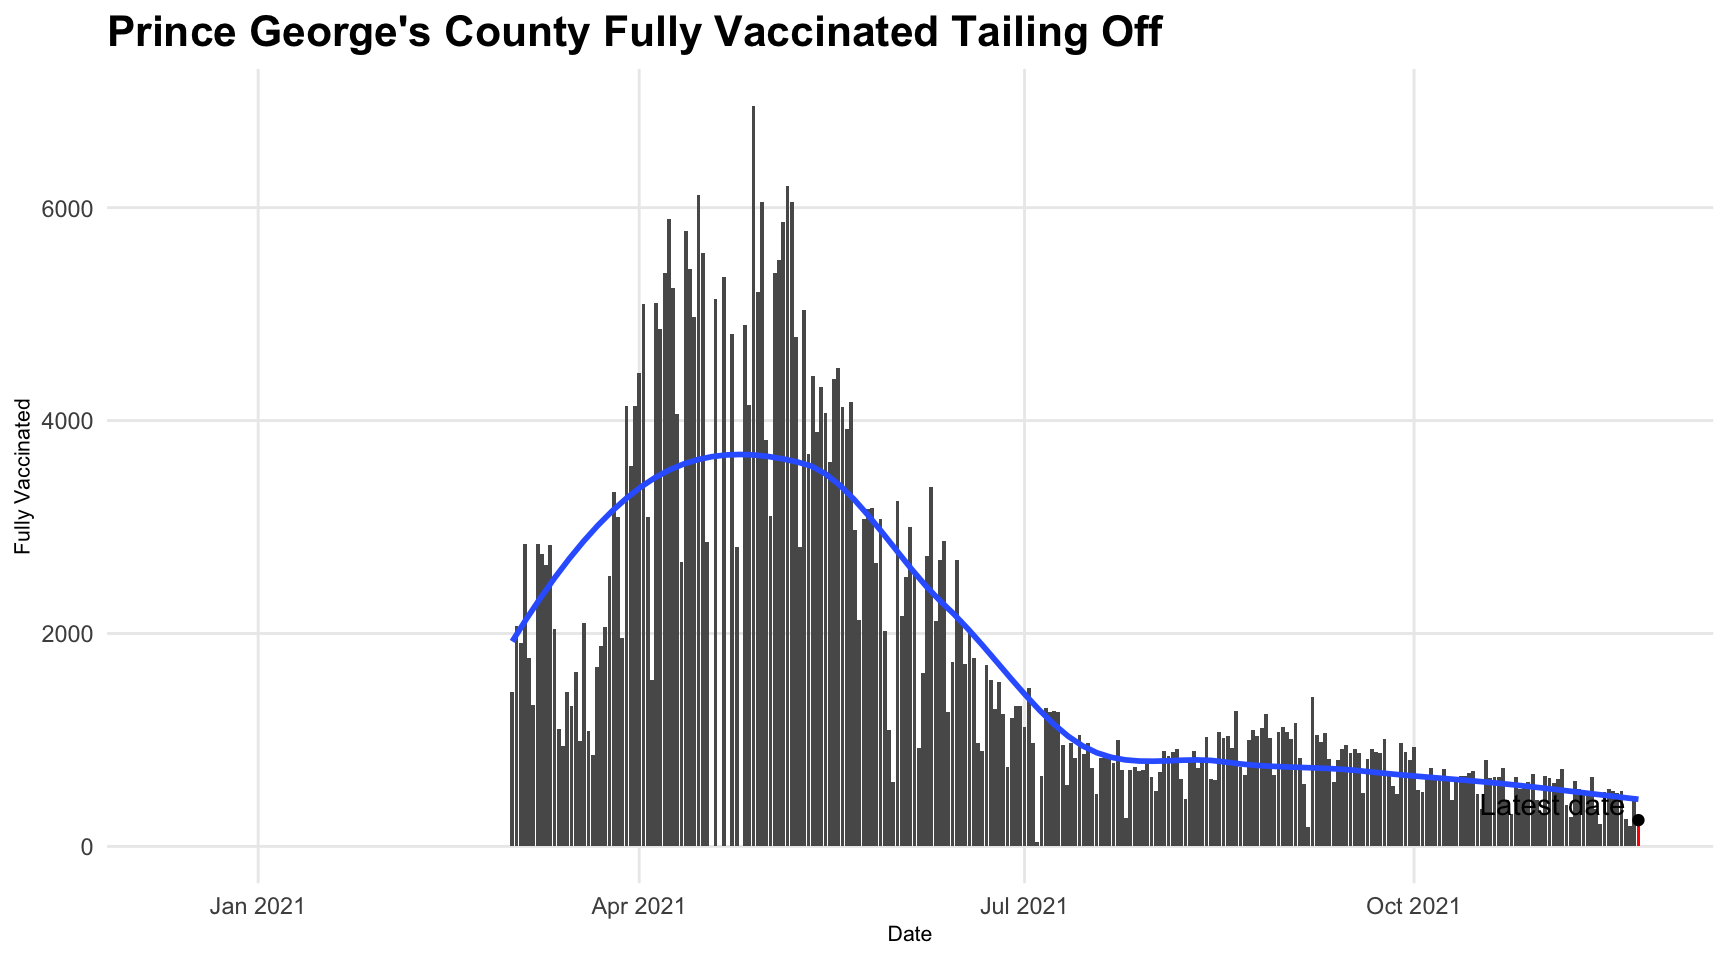 Prince George's County Fully Vaccinated Tailing Off
6000
4000
2000
0
Fully Vaccinated
Latest date
Jan 2021
Apr 2021
Jul 2021
Oct 2021
Date